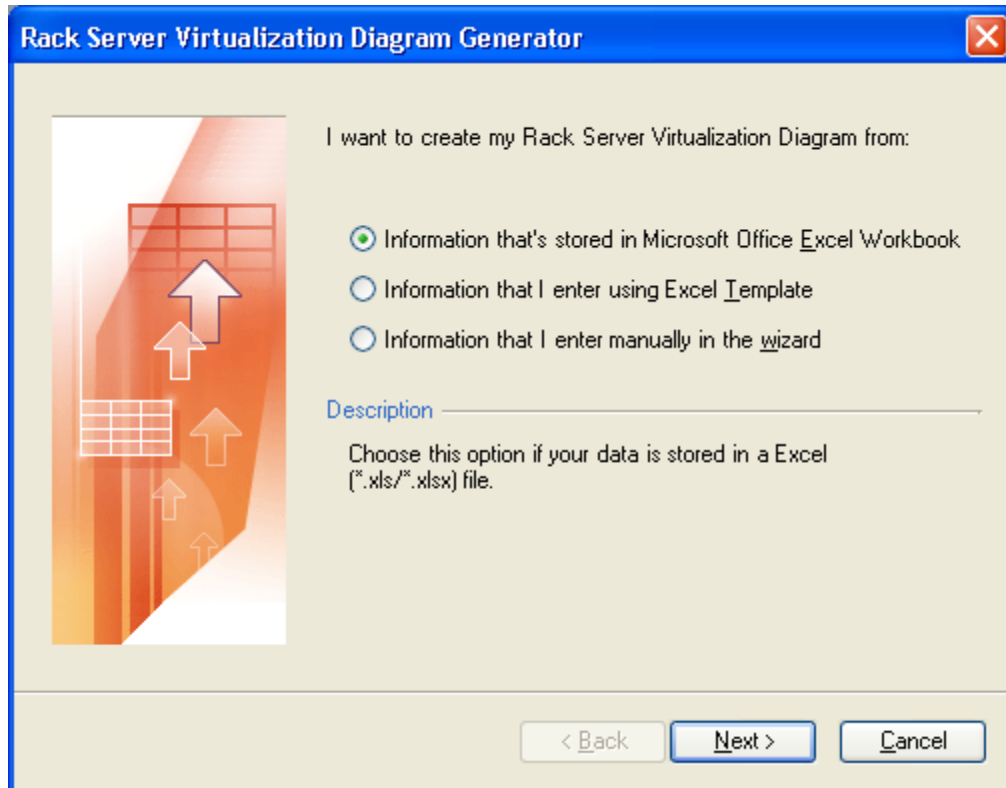 Rack Server Virtualization Diagram Generator
I want to create my Rack Server Virtualization Diagram from:
Information that's stored in Microsoft Office Excel Workbook
Information that I enter using Excel Template
Information that I enter manually in the wizard
Description
Choose this option if your data is stored in a Excel
(*.xls/*.xlsx) file.
< Back
Next >
Cancel